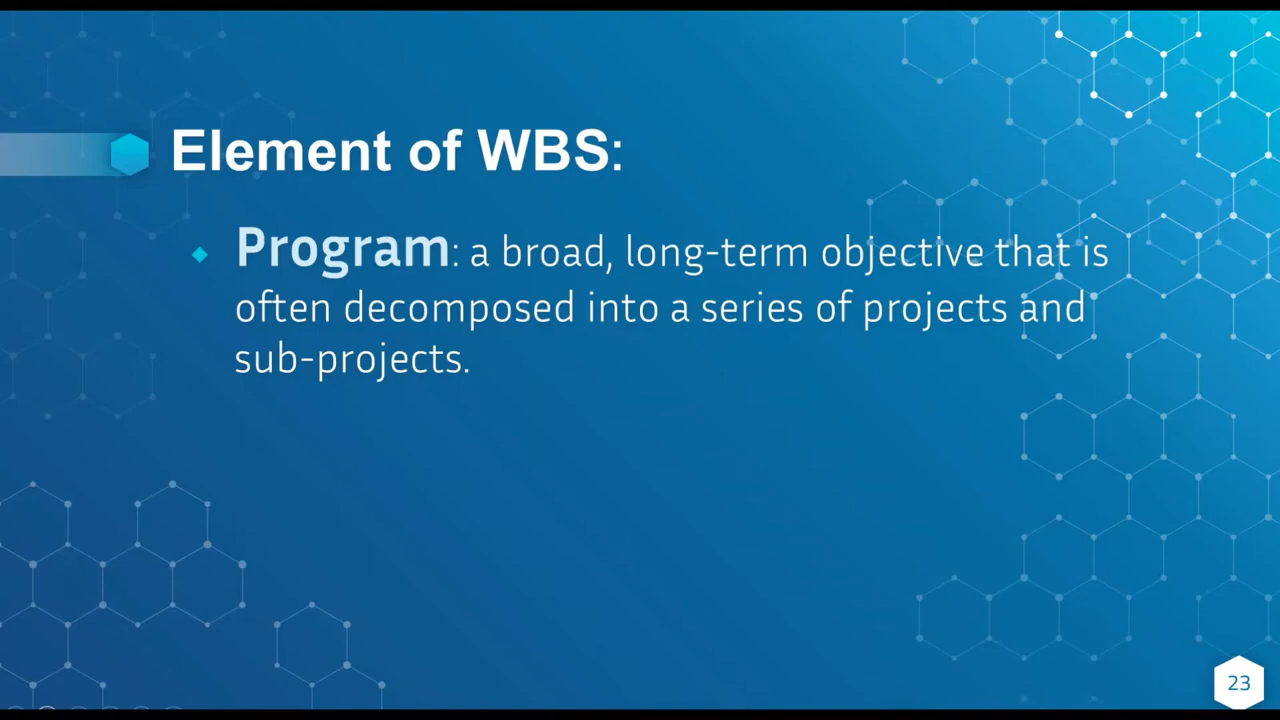 Element of WBS:
Program: a broad, long-term objective that is
often decomposed into a series of projects and
sub-projects.
23